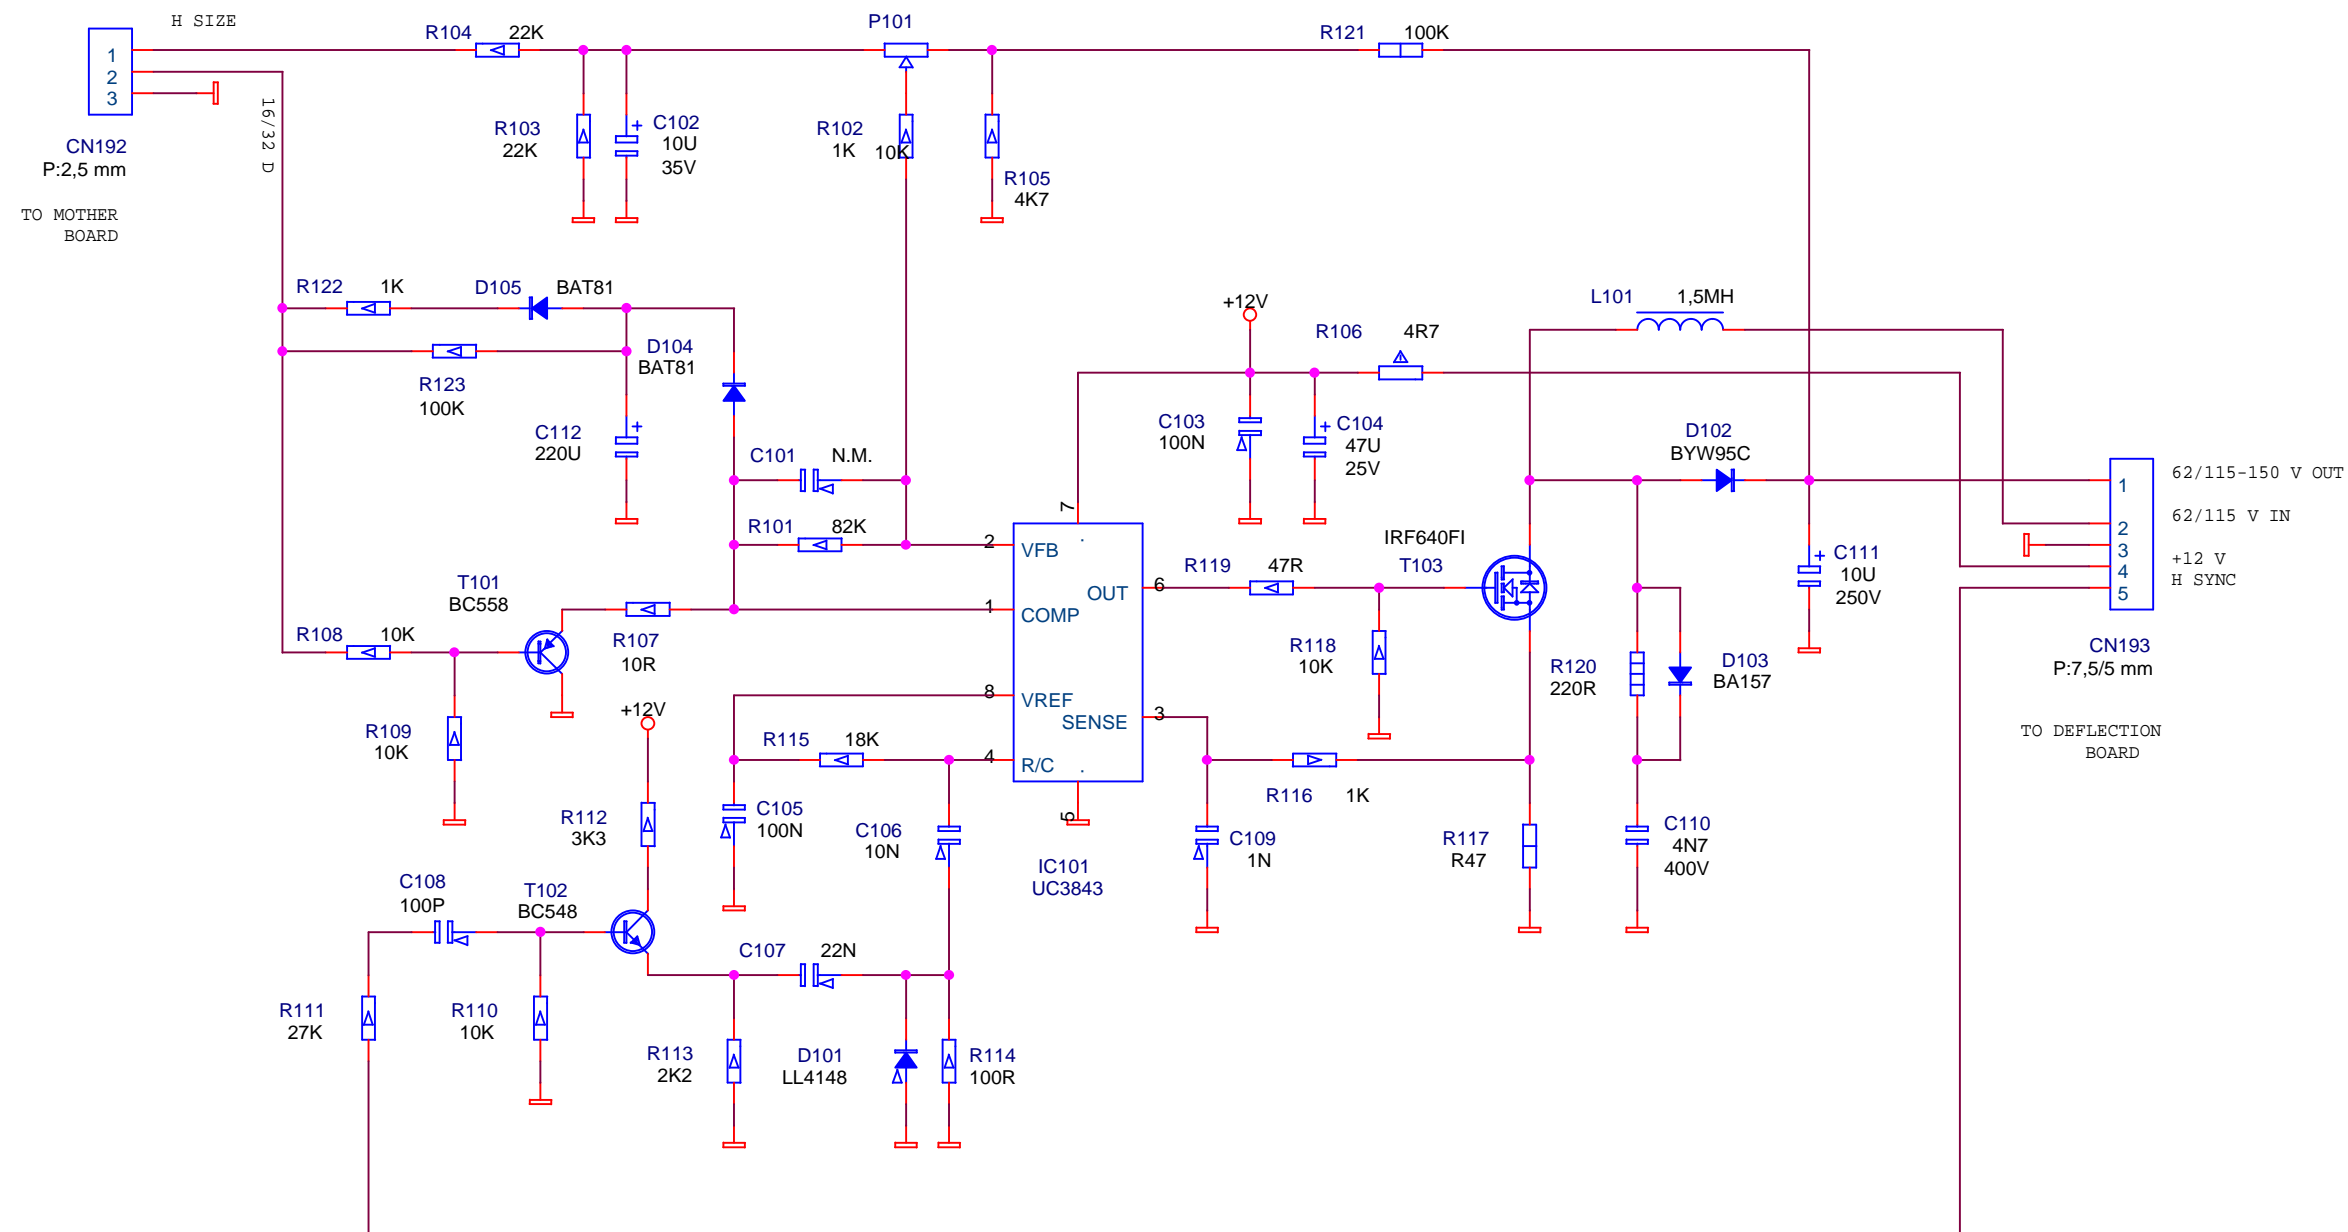 H SIZE
1
2
3
CN192
P:2,5 mm
TO MOTHER
BOARD
16/32 D
R104
22K
R103
22K
C102
10U
35V
P101
R102
1K
10K
R105
4K7
R121
100K
R122
1K
D105
BAT81
R123
100K
D104
BAT81
C112
220U
C101
N.M.
R101
82K
T101
BC558
R107
10R
R108
10K
R109
10K
+12V
R106
4R7
C103
100N
C104
47U
25V
L101
1,5MH
D102
BYW95C
7
2
VFB
1
COMP
8
VREF
4
R/C
OUT
6
SENSE
3
5
IC101
UC3843
R119
47R
IRF640FI
T103
R118
10K
R120
220R
D103
BA157
C111
10U
250V
1
2
3
4
5
62/115-150 V OUT
62/115 V IN
+12 V
H SYNC
CN193
P:7,5/5 mm
TO DEFLECTION
BOARD
+12V
R112
3K3
R115
18K
C105
100N
C106
10N
R116
1K
C109
1N
R117
R47
C110
4N7
400V
C108
100P
T102
BC548
C107
22N
R111
27K
R110
10K
R113
2K2
D101
LL4148
R114
100R